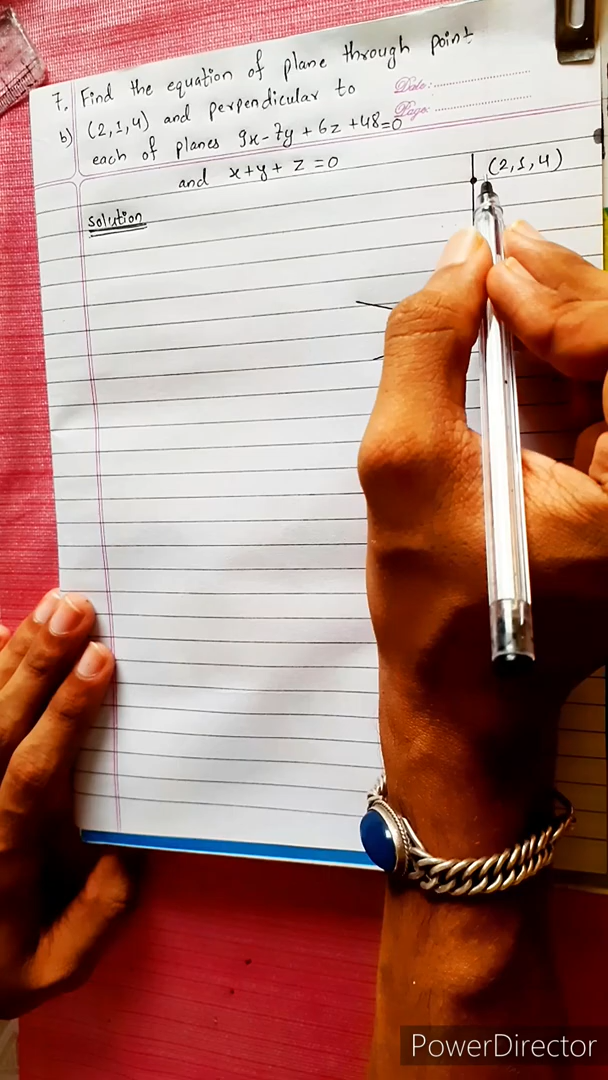 7. Find the equation of plane through point
b) (2,1,4) and perpendicular to
each of planes 9x-7y+6z+48=0
and x+y+z=0
Date:
Page:
(2,1,4)
solution
PowerDirector